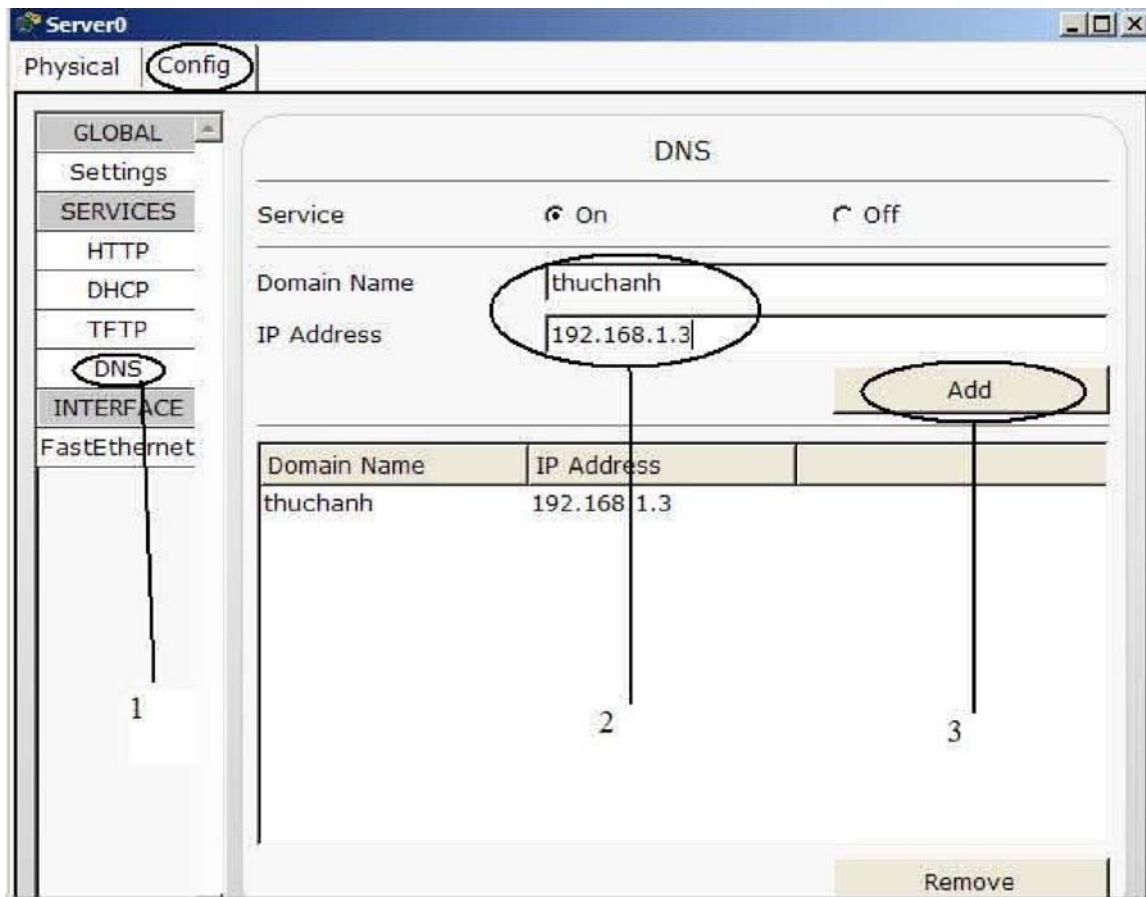 Server0
Physical Config
GLOBAL
Settings
SERVICES
HTTP
DHCP
TFTP
DNS
INTERFACE
FastEthernet
DNS
Service On Off
Domain Name thuchanh
IP Address 192.168.1.3
Add
Domain Name IP Address
thuchanh 192.168.1.3
1
2
3
Remove